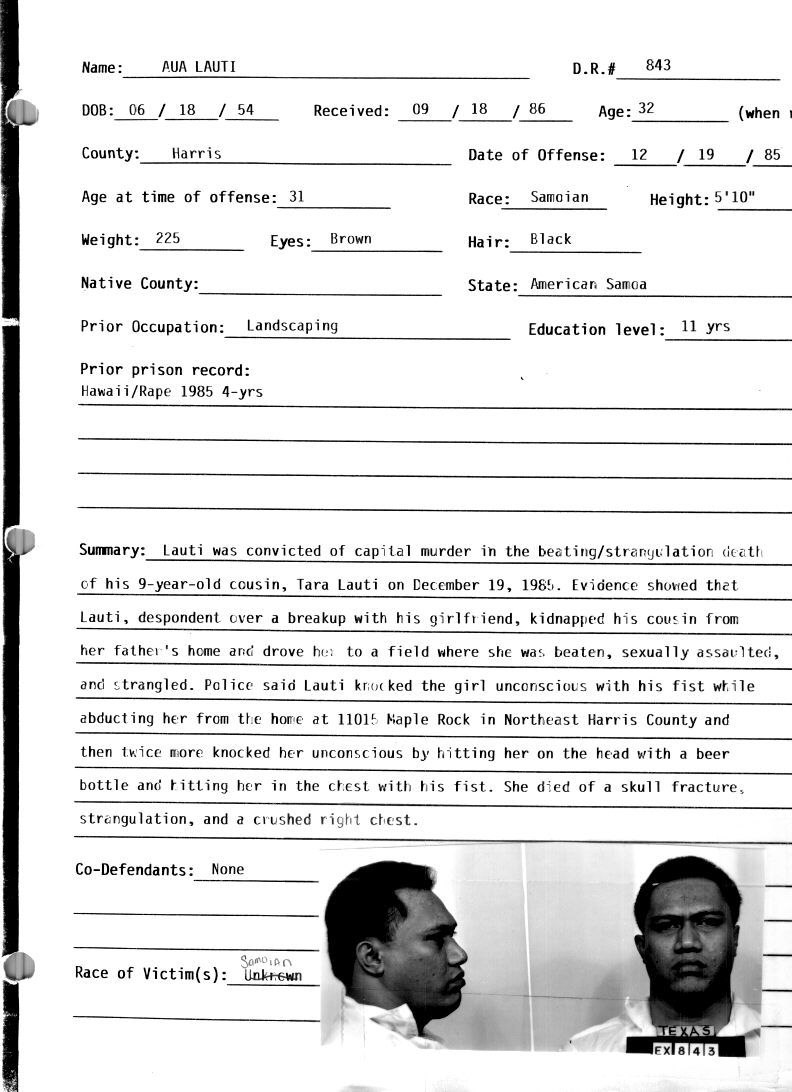 Name: AUA LAUTI D.R.# 843
DOB: 06 / 18 / 54 Received: 09 / 18 / 86 Age: 32 (when
County: Harris Date of Offense: 12 / 19 / 85
Age at time of offense: 31 Race: Samoian Height: 5'10"
Weight: 225 Eyes: Brown Hair: Black
Native County: State: American Samoa
Prior Occupation: Landscaping Education level: 11 yrs
Prior prison record:
Hawaii/Rape 1985 4-yrs
Summary: Lauti was convicted of capital murder in the beating/strangulation death
of his 9-year-old cousin, Tara Lauti on December 19, 1985. Evidence showed that
Lauti, despondent over a breakup with his girlfriend, kidnapped his cousin from
her father's home and drove her to a field where she was beaten, sexually assaulted,
and strangled. Police said Lauti knocked the girl unconscious with his fist while
abducting her from the home at 11015 Maple Rock in Northeast Harris County and
then twice more knocked her unconscious by hitting her on the head with a beer
bottle and hitting her in the chest with his fist. She died of a skull fracture,
strangulation, and a crushed right chest.
Co-Defendants: None
Samoian
Race of Victim(s): Unknown
TEXAS
EX 8 4 3